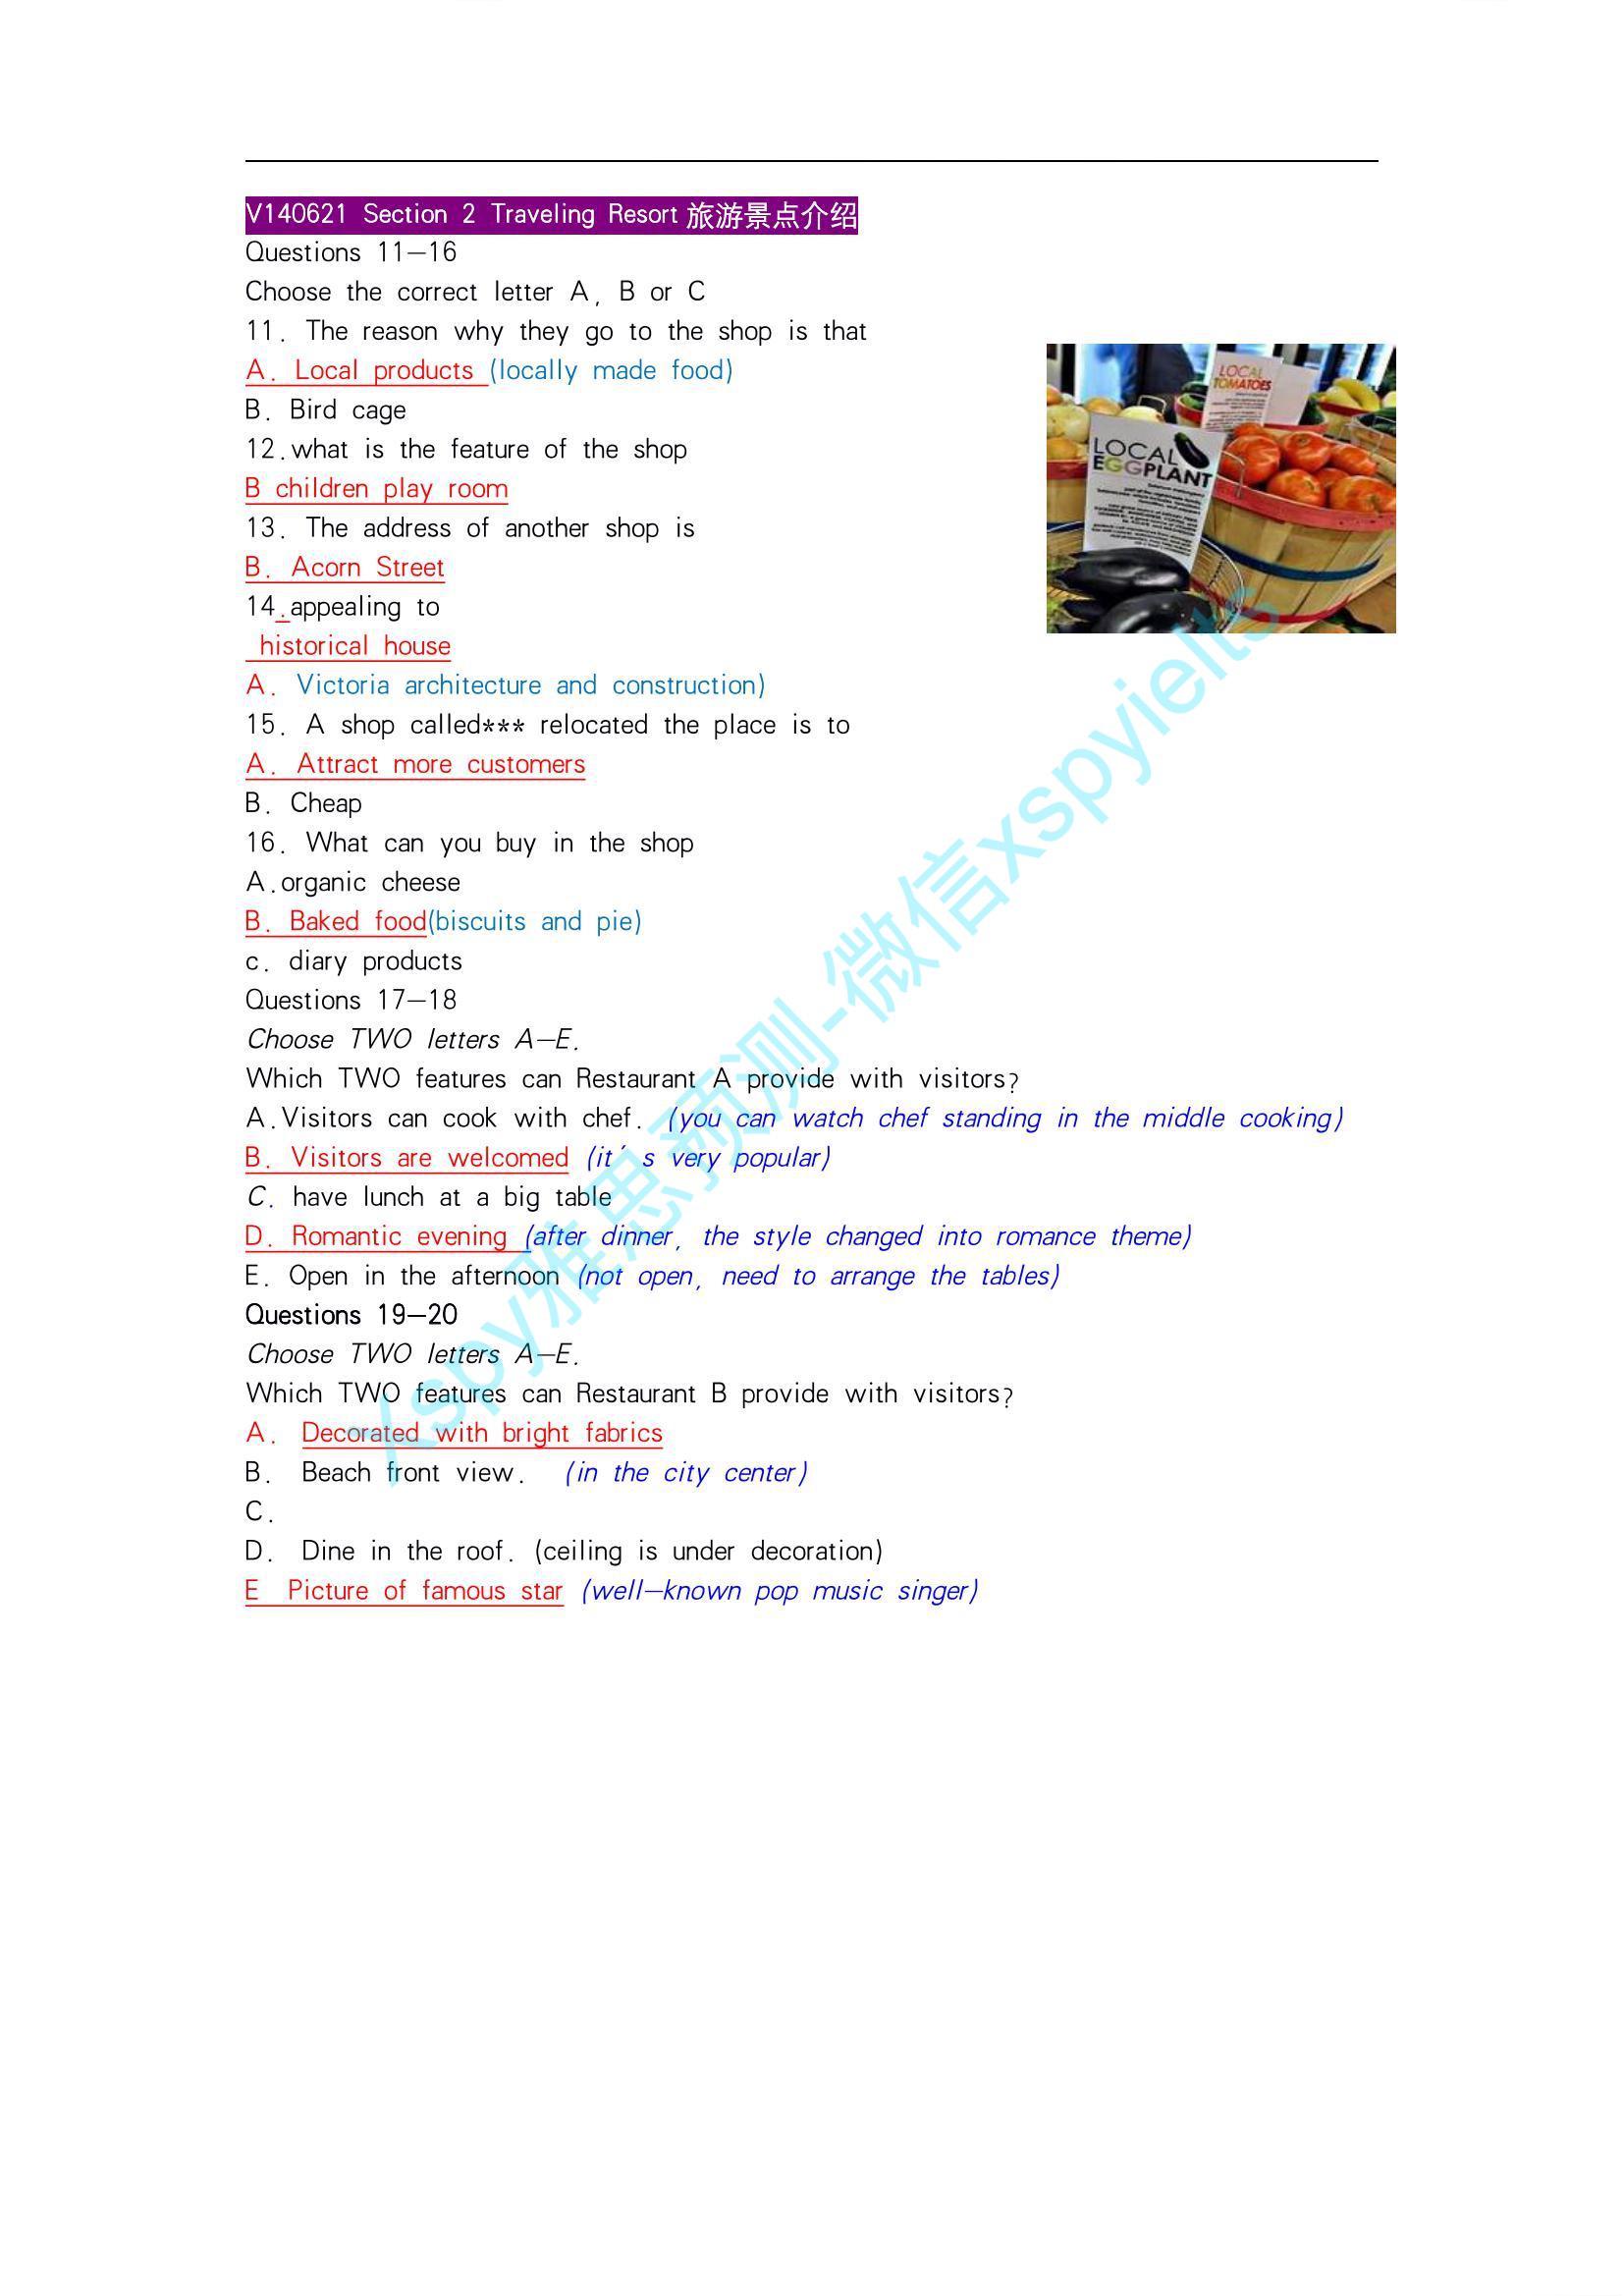 V140621 Section 2 Traveling Resort 旅游景点介绍
Questions 11—16
Choose the correct letter A, B or C
11. The reason why they go to the shop is that
A. Local products (locally made food)
B. Bird cage
12.what is the feature of the shop
B children play room
13. The address of another shop is
B. Acorn Street
14.appealing to
historical house
A. Victoria architecture and construction)
15. A shop called*** relocated the place is to
A. Attract more customers
B. Cheap
16. What can you buy in the shop
A.organic cheese
B. Baked food(biscuits and pie)
c. diary products
Questions 17—18
Choose TWO letters A—E.
Which TWO features can Restaurant A provide with visitors?
A.Visitors can cook with chef. (you can watch chef standing in the middle cooking)
B. Visitors are welcomed (it's very popular)
C. have lunch at a big table
D. Romantic evening (after dinner, the style changed into romance theme)
E. Open in the afternoon (not open, need to arrange the tables)
Questions 19—20
Choose TWO letters A—E.
Which TWO features can Restaurant B provide with visitors?
A. Decorated with bright fabrics
B. Beach front view. (in the city center)
C.
D. Dine in the roof. (ceiling is under decoration)
E Picture of famous star (well—known pop music singer)
LOCAL
TOMATOES
LOCAL
EGGPLANT
xspy雅思预测-微信xspyielts